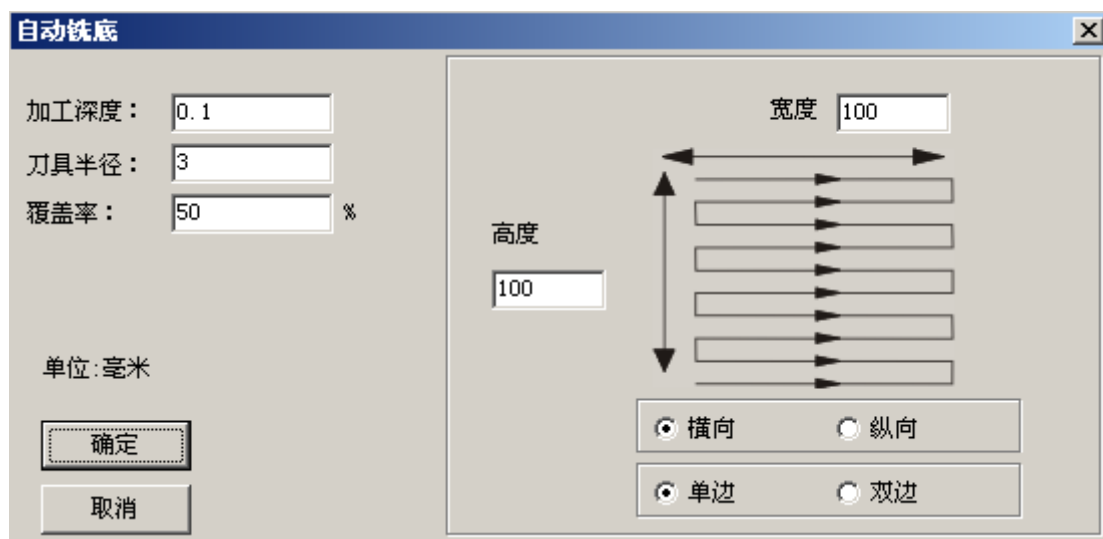 自动铣底
加工深度： 0.1
刀具半径： 3
覆盖率： 50 %
单位:毫米
确定
取消
宽度 100
高度
100
横向 纵向
单边 双边